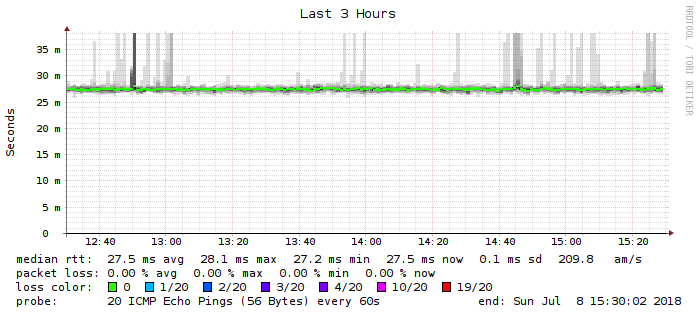 Last 3 Hours
RRDTOOL / TOBI OETIKER
Seconds
35 m
30 m
25 m
20 m
15 m
10 m
5 m
0
12:40 13:00 13:20 13:40 14:00 14:20 14:40 15:00 15:20
median rtt: 27.5 ms avg 28.1 ms max 27.2 ms min 27.5 ms now 0.1 ms sd 209.8 am/s
packet loss: 0.00 % avg 0.00 % max 0.00 % min 0.00 % now
loss color: 0 1/20 2/20 3/20 4/20 10/20 19/20
probe: 20 ICMP Echo Pings (56 Bytes) every 60s end: Sun Jul 8 15:30:02 2018